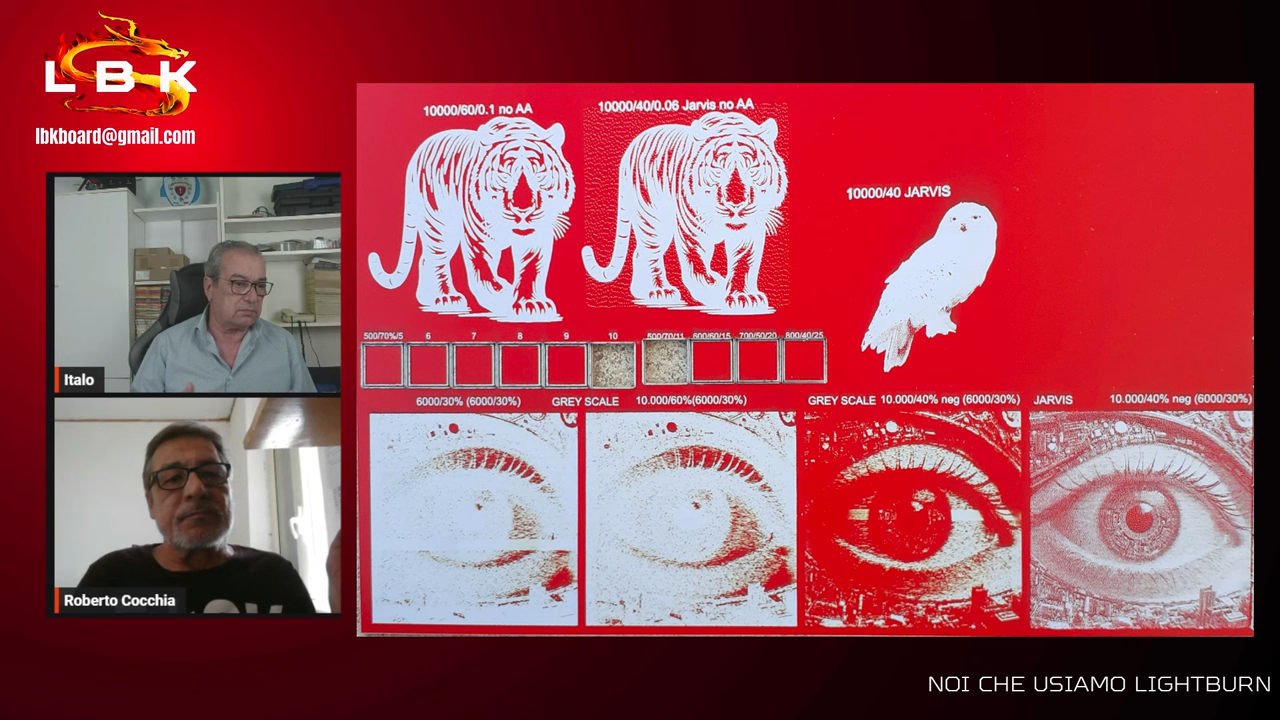 LBK
lbkboard@gmail.com
10000/60/0.1 no AA
10000/40/0.06 Jarvis no AA
10000/40 JARVIS
500/70%/5 6 7 8 9 10 500/70/11 600/60/15 700/50/20 800/40/25
6000/30% (6000/30%) GREY SCALE 10.000/60%(6000/30%)
GREY SCALE 10.000/40% neg (6000/30%)
JARVIS 10.000/40% neg (6000/30%)
Italo
Roberto Cocchia
NOI CHE USIAMO LIGHTBURN